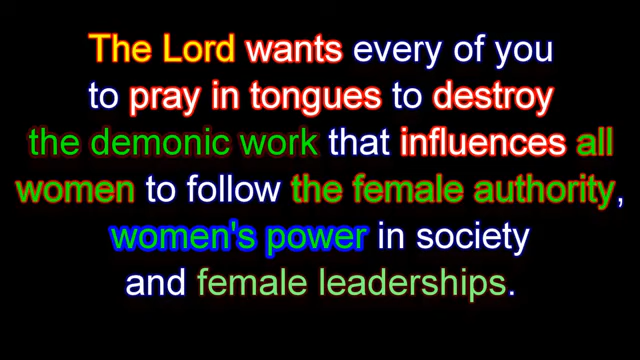 The Lord wants every of you
to pray in tongues to destroy
the demonic work that influences all
women to follow the female authority,
women's power in society
and female leaderships.